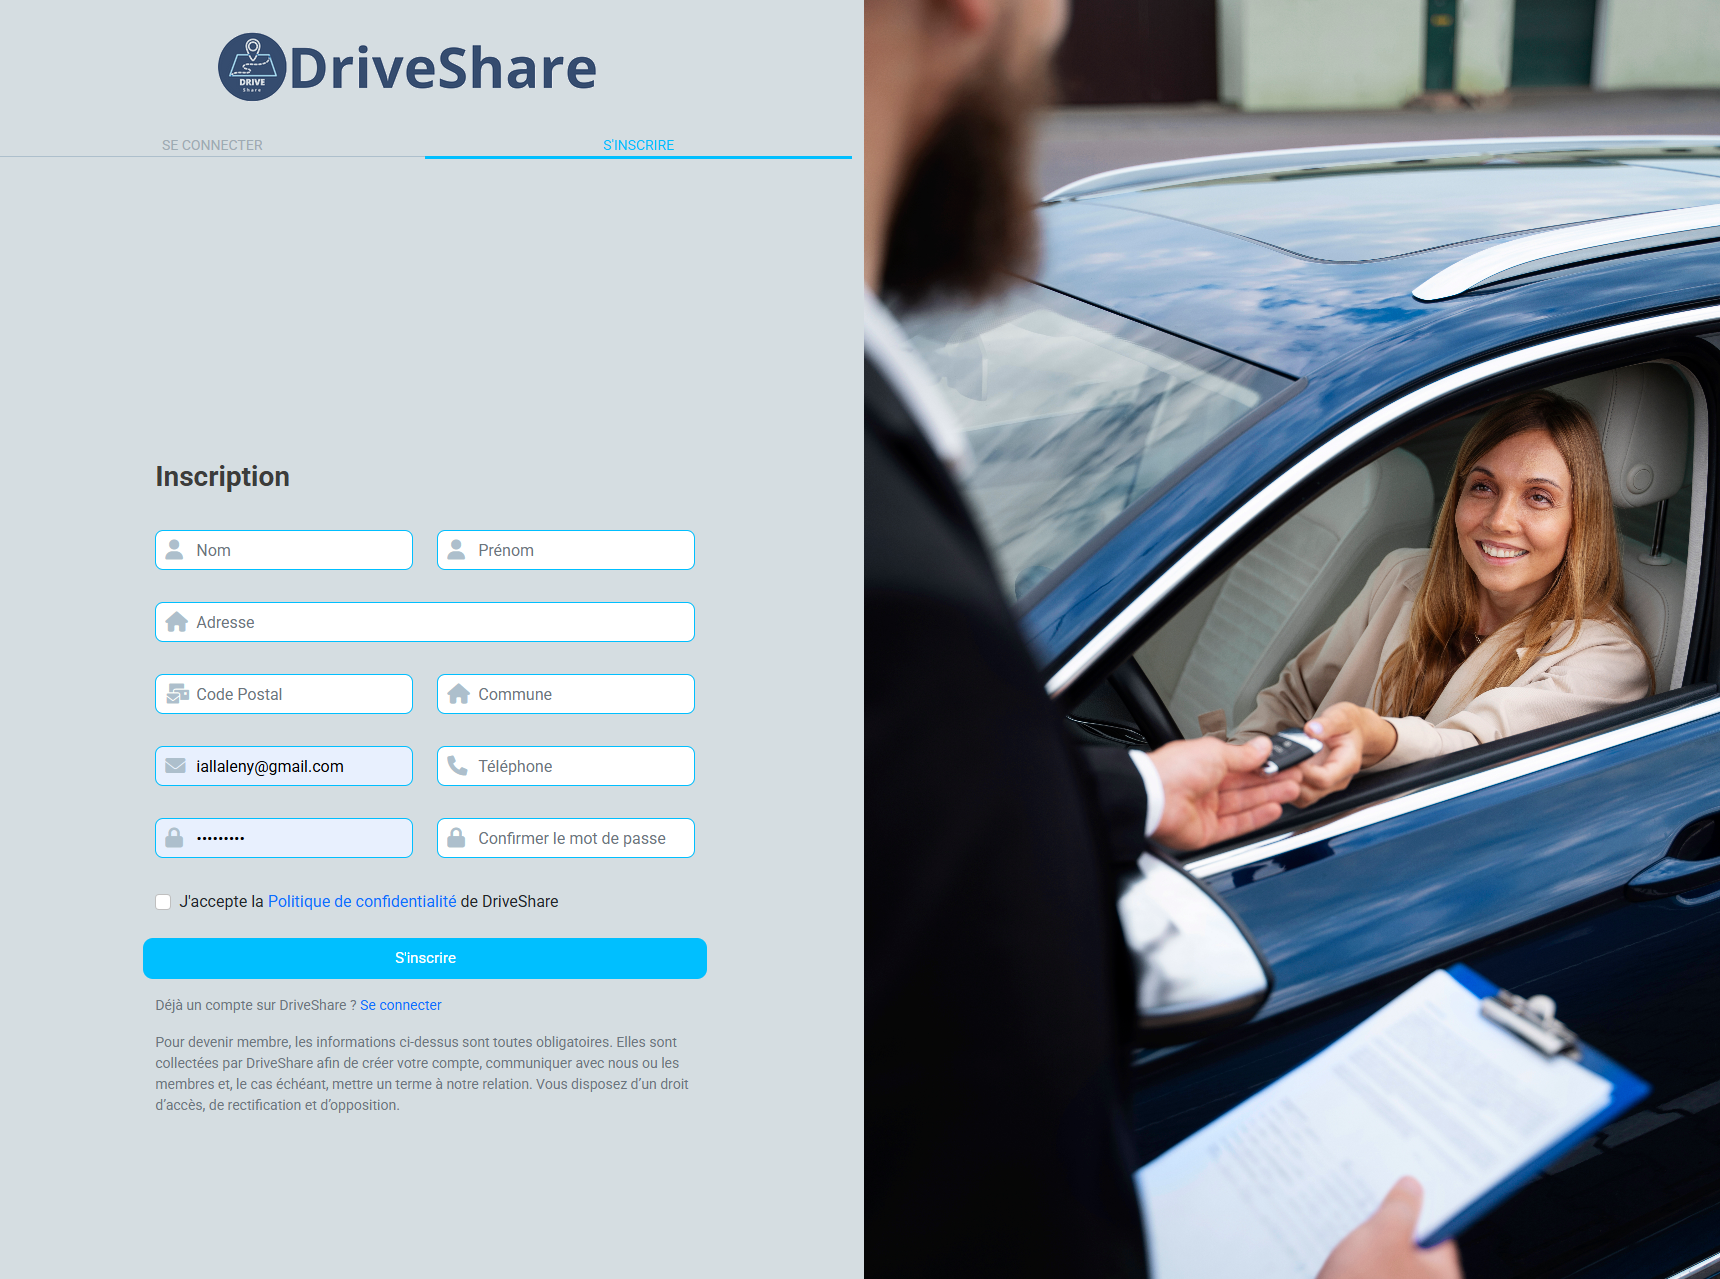 DRIVE
Share
DriveShare
SE CONNECTER
S'INSCRIRE
Inscription
Nom
Prénom
Adresse
Code Postal
Commune
iallaleny@gmail.com
Téléphone
•••••••••
Confirmer le mot de passe
J'accepte la Politique de confidentialité de DriveShare
S'inscrire
Déjà un compte sur DriveShare ? Se connecter
Pour devenir membre, les informations ci-dessus sont toutes obligatoires. Elles sont
collectées par DriveShare afin de créer votre compte, communiquer avec nous ou les
membres et, le cas échéant, mettre un terme à notre relation. Vous disposez d’un droit
d’accès, de rectification et d’opposition.